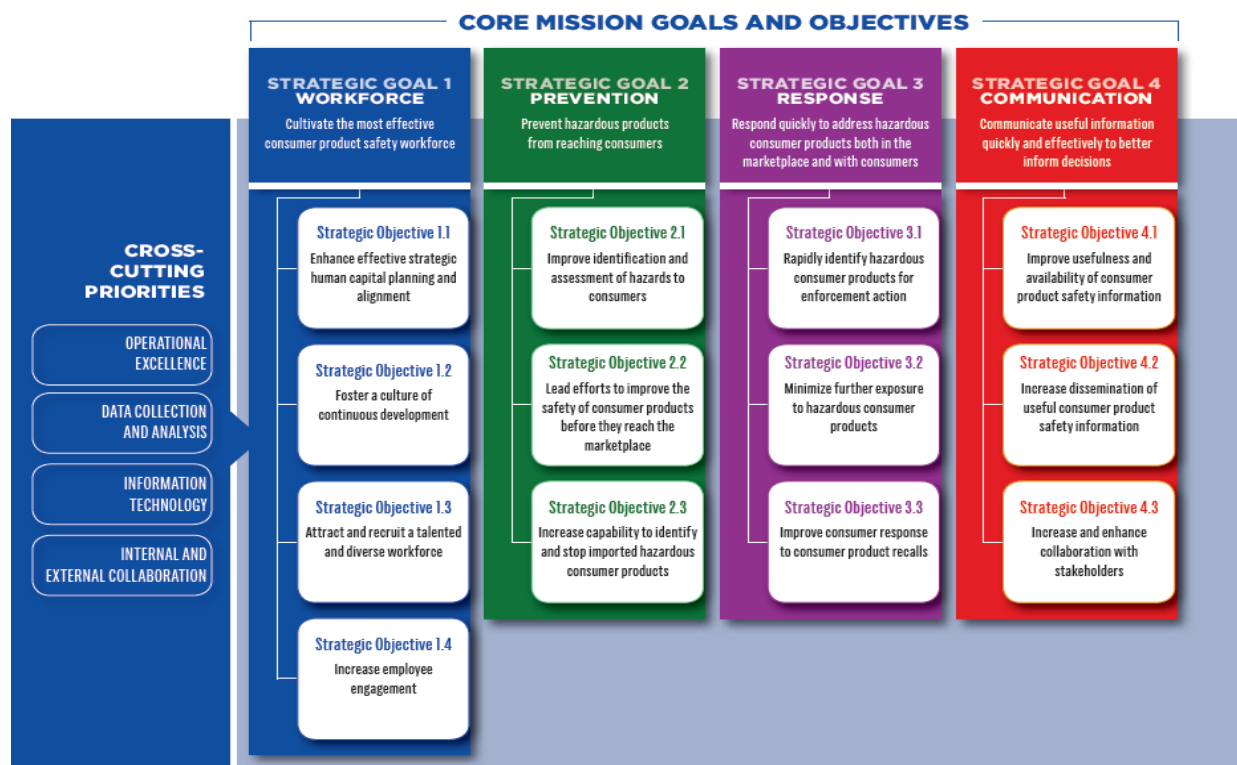 CORE MISSION GOALS AND OBJECTIVES
CROSS-
CUTTING
PRIORITIES
OPERATIONAL
EXCELLENCE
DATA COLLECTION
AND ANALYSIS
INFORMATION
TECHNOLOGY
INTERNAL AND
EXTERNAL COLLABORATION
STRATEGIC GOAL 1
WORKFORCE
Cultivate the most effective
consumer product safety workforce
Strategic Objective 1.1
Enhance effective strategic
human capital planning and
alignment
Strategic Objective 1.2
Foster a culture of
continuous development
Strategic Objective 1.3
Attract and recruit a talented
and diverse workforce
Strategic Objective 1.4
Increase employee
engagement
STRATEGIC GOAL 2
PREVENTION
Prevent hazardous products
from reaching consumers
Strategic Objective 2.1
Improve identification and
assessment of hazards to
consumers
Strategic Objective 2.2
Lead efforts to improve the
safety of consumer products
before they reach the
marketplace
Strategic Objective 2.3
Increase capability to identify
and stop imported hazardous
consumer products
STRATEGIC GOAL 3
RESPONSE
Respond quickly to address hazardous
consumer products both in the
marketplace and with consumers
Strategic Objective 3.1
Rapidly identify hazardous
consumer products for
enforcement action
Strategic Objective 3.2
Minimize further exposure
to hazardous consumer
products
Strategic Objective 3.3
Improve consumer response
to consumer product recalls
STRATEGIC GOAL 4
COMMUNICATION
Communicate useful information
quickly and effectively to better
inform decisions
Strategic Objective 4.1
Improve usefulness and
availability of consumer
product safety information
Strategic Objective 4.2
Increase dissemination of
useful consumer product
safety information
Strategic Objective 4.3
Increase and enhance
collaboration with
stakeholders